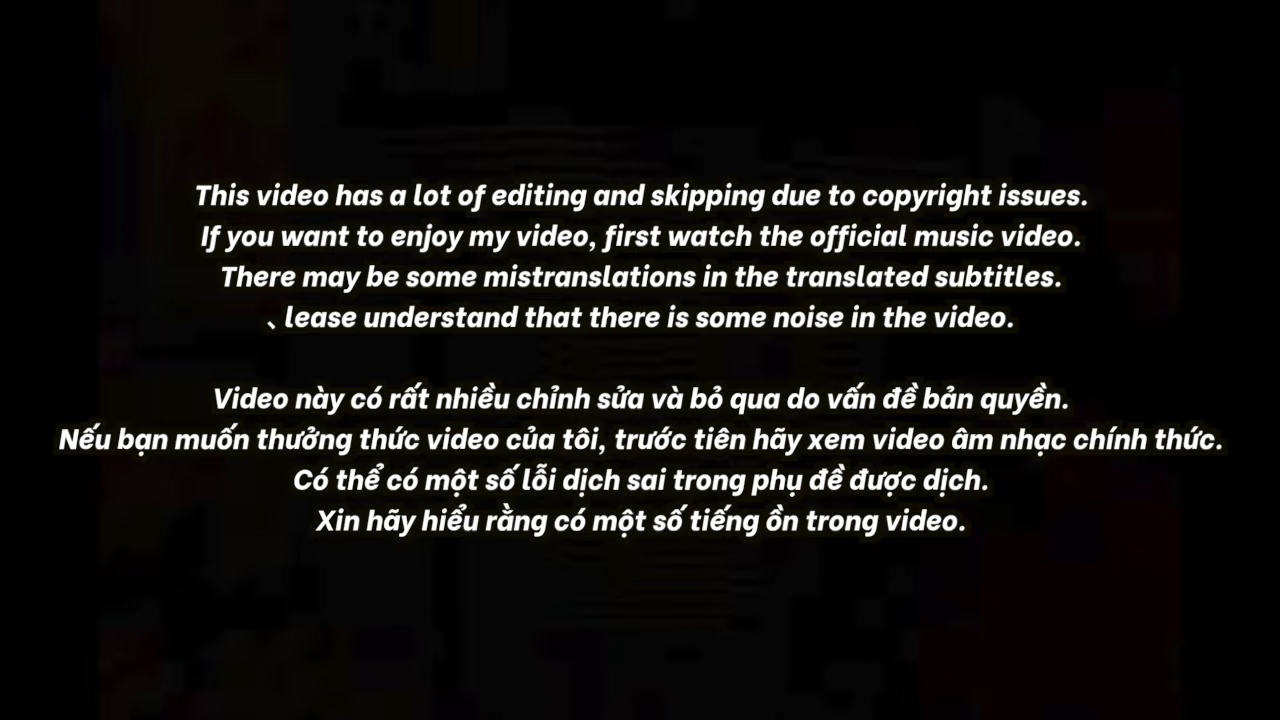 This video has a lot of editing and skipping due to copyright issues.
If you want to enjoy my video, first watch the official music video.
There may be some mistranslations in the translated subtitles.
、lease understand that there is some noise in the video.
Video này có rất nhiều chỉnh sửa và bỏ qua do vấn đề bản quyền.
Nếu bạn muốn thưởng thức video của tôi, trước tiên hãy xem video âm nhạc chính thức.
Có thể có một số lỗi dịch sai trong phụ đề được dịch.
Xin hãy hiểu rằng có một số tiếng ồn trong video.